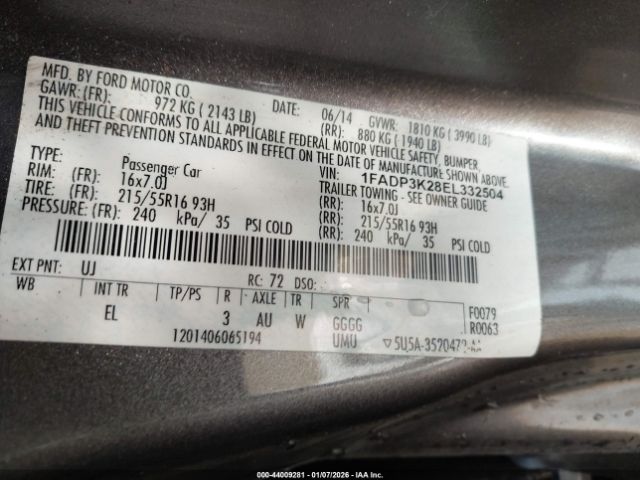 MFD. BY FORD MOTOR CO.
DATE: 06/14 GVWR: 1810 KG ( 3990 LB)
GAWR: (FR): 972 KG ( 2143 LB) (RR): 880 KG ( 1940 LB)
THIS VEHICLE CONFORMS TO ALL APPLICABLE FEDERAL MOTOR VEHICLE SAFETY, BUMPER,
AND THEFT PREVENTION STANDARDS IN EFFECT ON THE DATE OF MANUFACTURE SHOWN ABOVE.
VIN: 1FADP3K28EL332504
TYPE: Passenger Car TRAILER TOWING - SEE OWNER GUIDE
RIM: (FR): 16x7.0J (RR): 16x7.0J
TIRE: (FR): 215/55R16 93H (RR): 215/55R16 93H
PRESSURE: (FR): 240 kPa/ 35 PSI COLD (RR): 240 kPa/ 35 PSI COLD
EXT PNT: UJ RC: 72 DSO:
WB INT TR TP/PS R AXLE TR SPR F0079
EL 3 AU W GGGG R0063
1201406065194 UMU 5U5A-3520472-AA
000-44009281 - 01/07/2026 - IAA Inc.